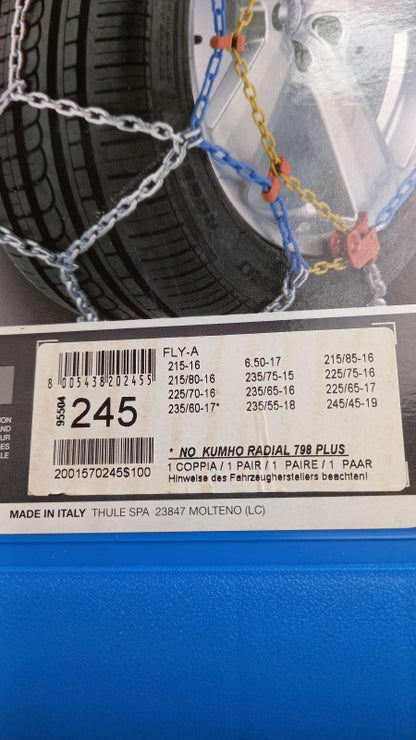 FLY-A
215-16 6.50-17 215/85-16
215/80-16 235/75-15 225/75-16
225/70-16 235/65-16 225/65-17
235/60-17* 235/55-18 245/45-19
8 005438 202455
95504
245
* NO KUMHO RADIAL 798 PLUS
1 COPPIA / 1 PAIR / 1 PAIRE / 1 PAAR
Hinweise des Fahrzeugherstellers beachten!
2001570245$100
MADE IN ITALY THULE SPA 23847 MOLTENO (LC)